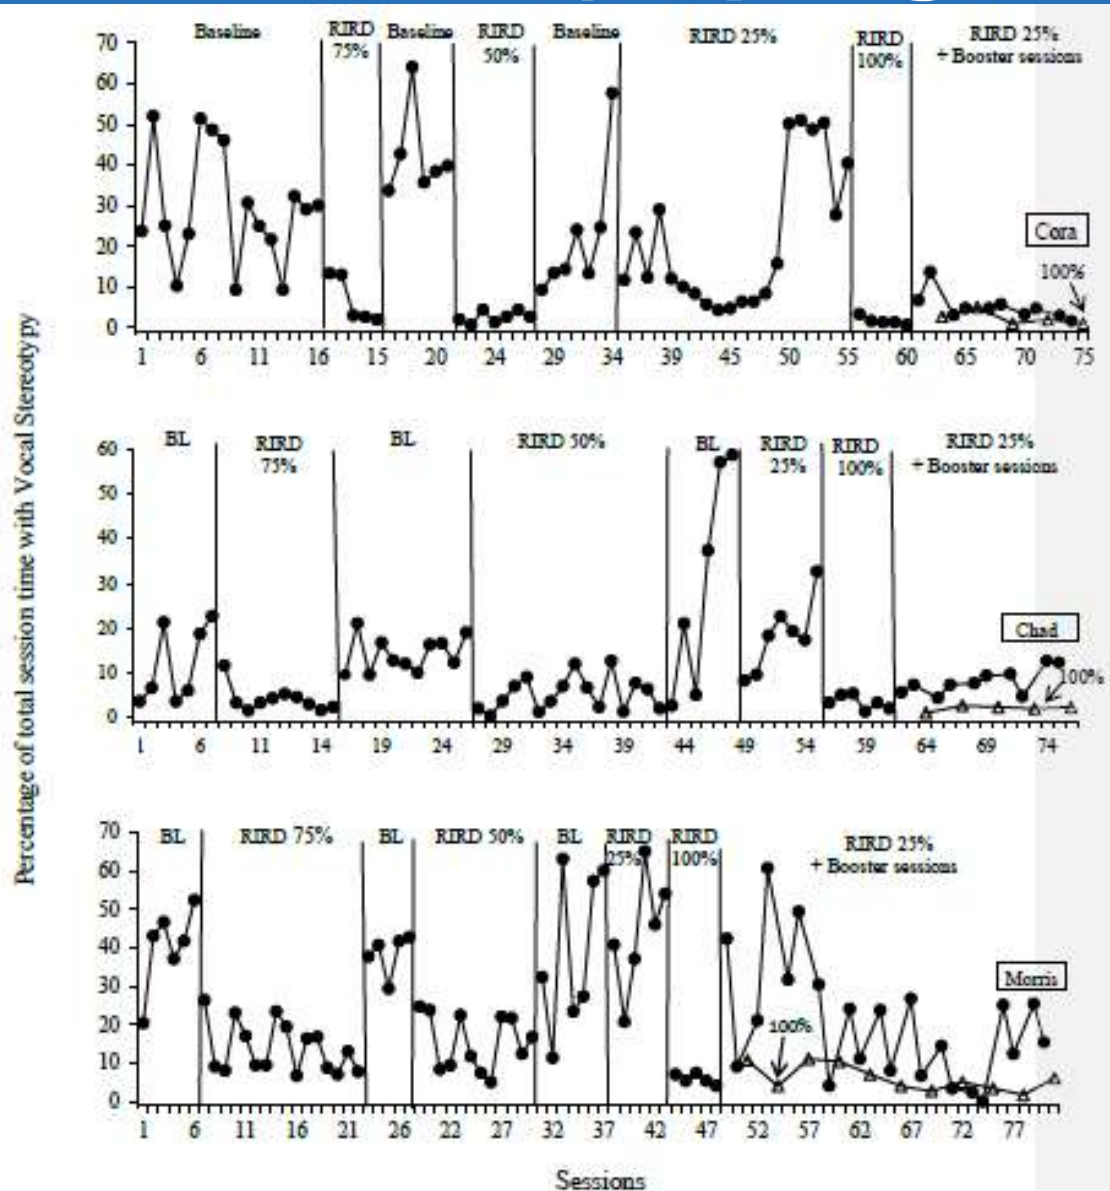 Baseline RIRD 75% Baseline RIRD 50% Baseline RIRD 25% RIRD 100% RIRD 25% + Booster sessions
70
60
50
40
30
20
10
0
Cora
100%
1 6 11 16 20 24 29 34 39 45 50 55 60 65 70 75
Percentage of total session time with Vocal Stereotypy
BL RIRD 75% BL RIRD 50% BL RIRD 25% RIRD 100% RIRD 25% + Booster sessions
60
50
40
30
20
10
0
Chad
100%
1 6 11 14 19 24 29 34 39 44 49 54 59 64 69 74
BL RIRD 75% BL RIRD 50% BL RIRD 25% RIRD 100% RIRD 25% + Booster sessions
70
60
50
40
30
20
10
0
Morris
100%
1 6 11 16 21 26 22 27 32 37 42 47 52 57 62 67 72 77
Sessions